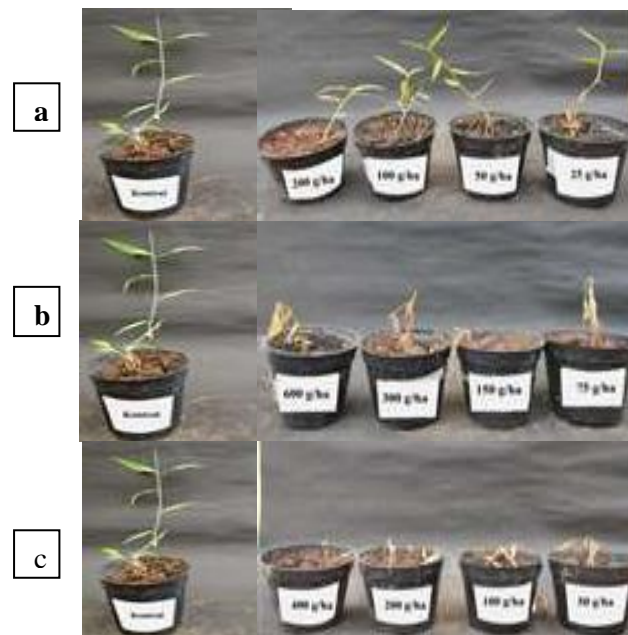 a
Kontrol
200 g/ha
100 g/ha
50 g/ha
25 g/ha
b
Kontrol
600 g/ha
300 g/ha
150 g/ha
75 g/ha
c
Kontrol
400 g/ha
200 g/ha
100 g/ha
50 g/ha